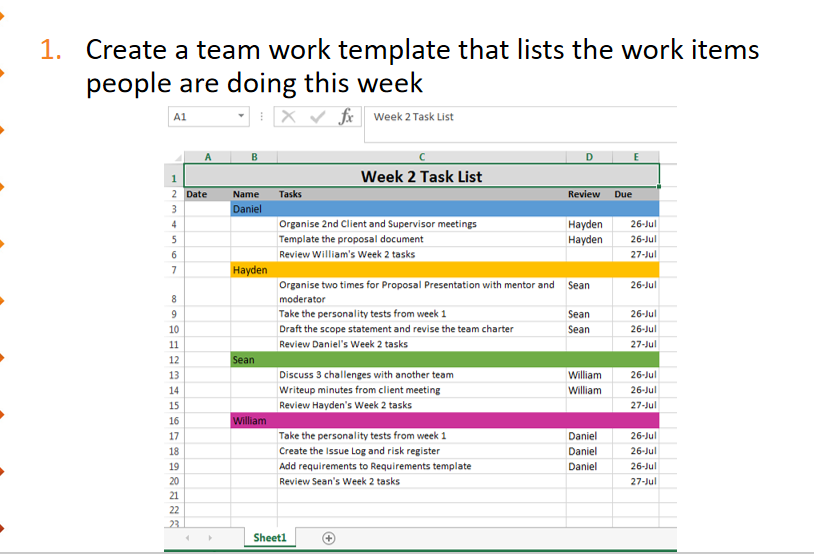 1. Create a team work template that lists the work items
people are doing this week
A1 fx Week 2 Task List
A B C D E
1 Week 2 Task List
2 Date Name Tasks Review Due
3 Daniel
4 Organise 2nd Client and Supervisor meetings Hayden 26-Jul
5 Template the proposal document Hayden 26-Jul
6 Review William's Week 2 tasks 27-Jul
7 Hayden
Organise two times for Proposal Presentation with mentor and Sean 26-Jul
8 moderator
9 Take the personality tests from week 1 Sean 26-Jul
10 Draft the scope statement and revise the team charter Sean 26-Jul
11 Review Daniel's Week 2 tasks 27-Jul
12 Sean
13 Discuss 3 challenges with another team William 26-Jul
14 Writeup minutes from client meeting William 26-Jul
15 Review Hayden's Week 2 tasks 27-Jul
16 William
17 Take the personality tests from week 1 Daniel 26-Jul
18 Create the Issue Log and risk register Daniel 26-Jul
19 Add requirements to Requirements template Daniel 26-Jul
20 Review Sean's Week 2 tasks 27-Jul
21
22
23
Sheet1